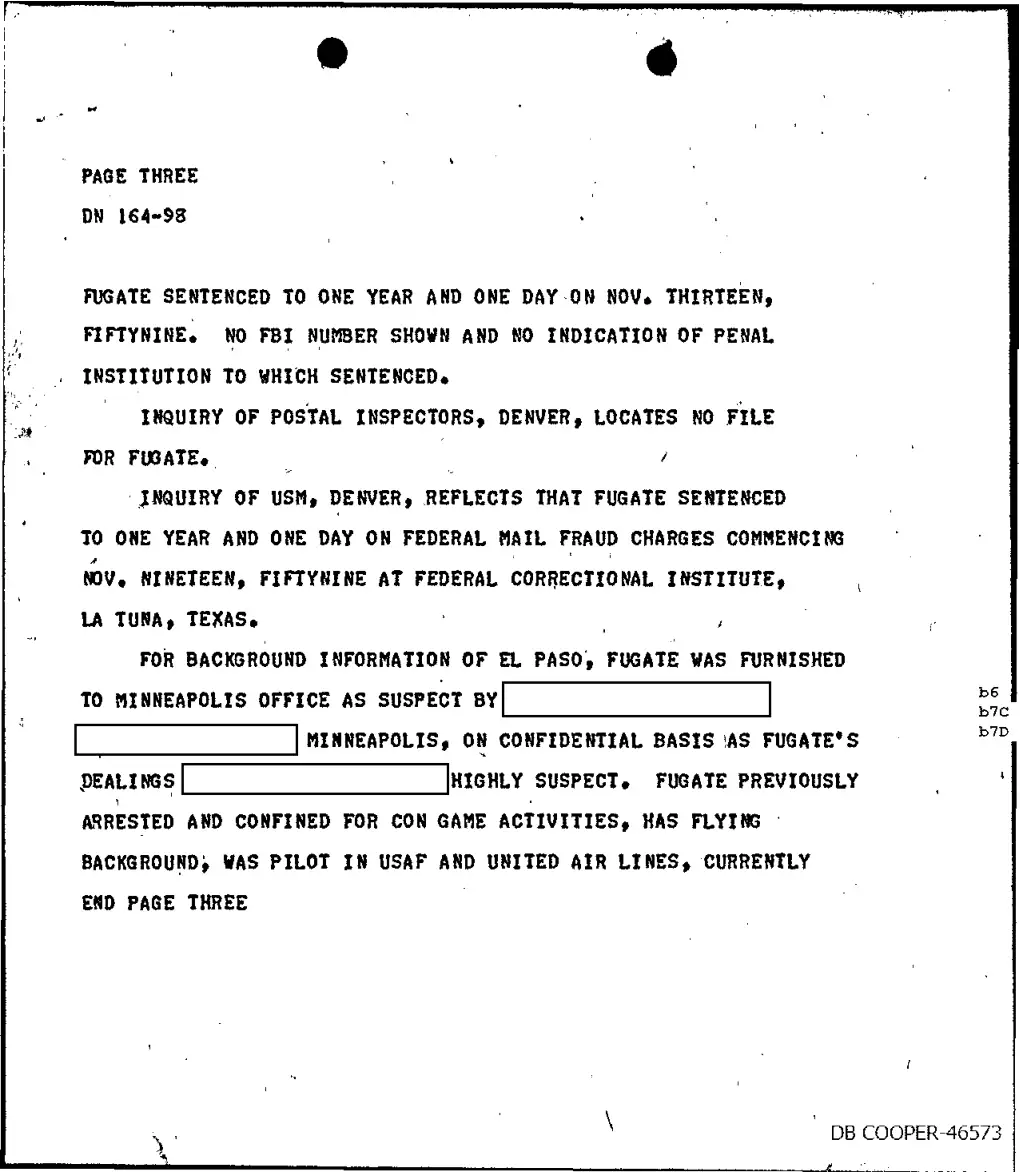 PAGE THREE
DN 164-98
FUGATE SENTENCED TO ONE YEAR AND ONE DAY ON NOV. THIRTEEN,
FIFTYNINE. NO FBI NUMBER SHOWN AND NO INDICATION OF PENAL
INSTITUTION TO WHICH SENTENCED.
INQUIRY OF POSTAL INSPECTORS, DENVER, LOCATES NO FILE
FOR FUGATE.
INQUIRY OF USM, DENVER, REFLECTS THAT FUGATE SENTENCED
TO ONE YEAR AND ONE DAY ON FEDERAL MAIL FRAUD CHARGES COMMENCING
NOV. NINETEEN, FIFTYNINE AT FEDERAL CORRECTIONAL INSTITUTE,
LA TUNA, TEXAS.
FOR BACKGROUND INFORMATION OF EL PASO, FUGATE WAS FURNISHED
TO MINNEAPOLIS OFFICE AS SUSPECT BY
b6
b7C
MINNEAPOLIS, ON CONFIDENTIAL BASIS AS FUGATE'S
b7D
DEALINGS HIGHLY SUSPECT. FUGATE PREVIOUSLY
ARRESTED AND CONFINED FOR CON GAME ACTIVITIES, HAS FLYING
BACKGROUND, WAS PILOT IN USAF AND UNITED AIR LINES, CURRENTLY
END PAGE THREE
DB COOPER-46573